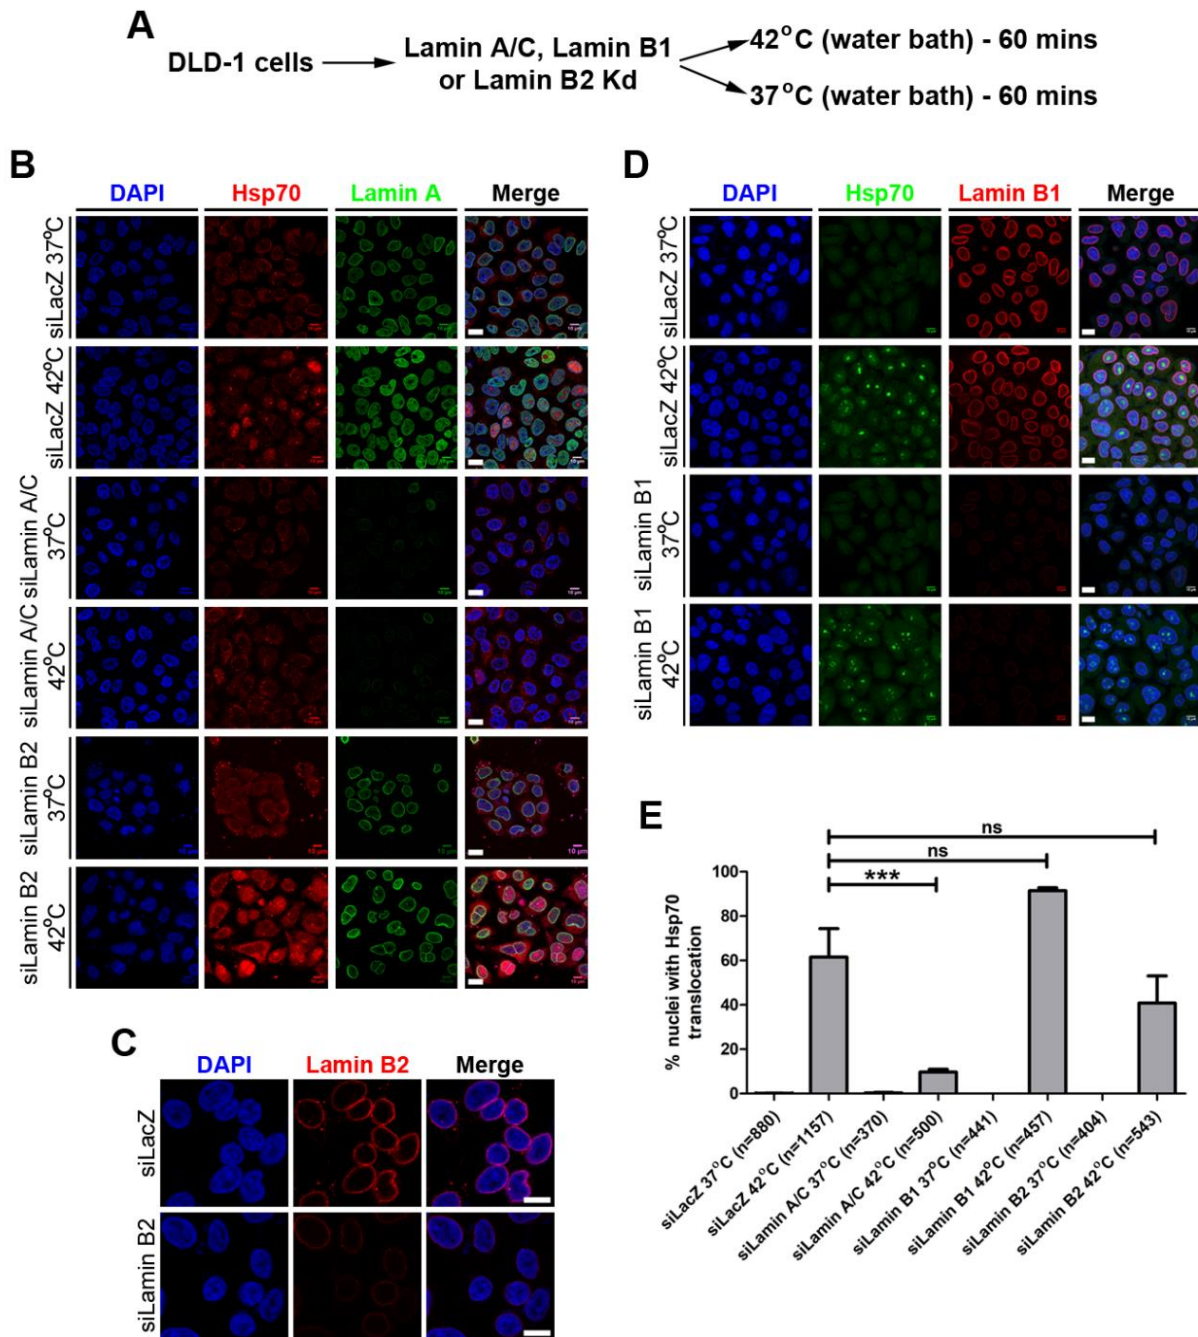 A
DLD-1 cells
Lamin A/C, Lamin B1
or Lamin B2 Kd
42°C (water bath) - 60 mins
37°C (water bath) - 60 mins
B
DAPI Hsp70 Lamin A Merge
siLacZ 37°C
siLacZ 42°C
siLamin A/C
37°C
siLamin A/C
42°C
siLamin B2
37°C
siLamin B2
42°C
C
DAPI Lamin B2 Merge
siLacZ
siLamin B2
D
DAPI Hsp70 Lamin B1 Merge
siLacZ 37°C
siLacZ 42°C
siLamin B1
37°C
siLamin B1
42°C
E
ns
ns
***
% nuclei with Hsp70
translocation
100
80
60
40
20
0
siLacZ 37°C (n=880)
siLacZ 42°C (n=1157)
siLamin A/C 37°C (n=370)
siLamin A/C 42°C (n=500)
siLamin B1 37°C (n=441)
siLamin B1 42°C (n=457)
siLamin B2 37°C (n=404)
siLamin B2 42°C (n=543)